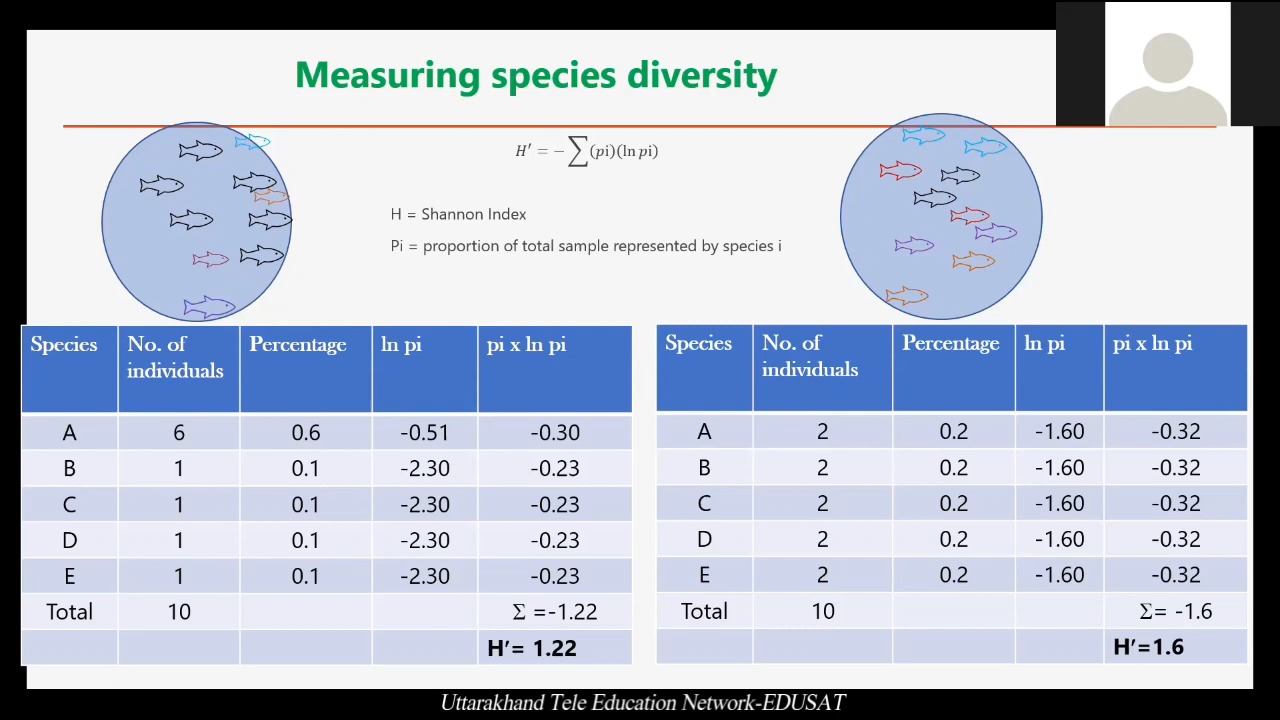 Measuring species diversity
H′ = −∑(pi)(ln pi)
H = Shannon Index
Pi = proportion of total sample represented by species i
Species No. of individuals Percentage ln pi pi x ln pi
A 6 0.6 -0.51 -0.30
B 1 0.1 -2.30 -0.23
C 1 0.1 -2.30 -0.23
D 1 0.1 -2.30 -0.23
E 1 0.1 -2.30 -0.23
Total 10 Σ =-1.22
H′= 1.22
Species No. of individuals Percentage ln pi pi x ln pi
A 2 0.2 -1.60 -0.32
B 2 0.2 -1.60 -0.32
C 2 0.2 -1.60 -0.32
D 2 0.2 -1.60 -0.32
E 2 0.2 -1.60 -0.32
Total 10 Σ= -1.6
H′=1.6
Uttarakhand Tele Education Network-EDUSAT